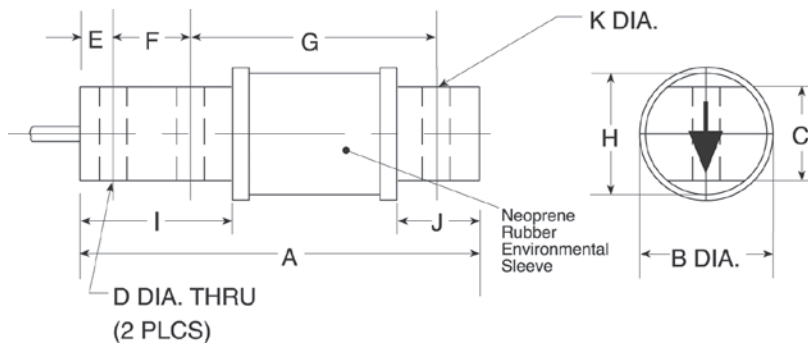 E
F
G
K DIA.
H
C
I
J
A
Neoprene
Rubber
Environmental
Sleeve
B DIA.
D DIA. THRU
(2 PLCS)